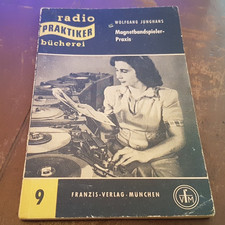 radio
PRAKTIKER
bücherei
WOLFGANG JUNGHANS
Magnetbandspieler-
Praxis
9
FRANZIS-VERLAG·MÜNCHEN